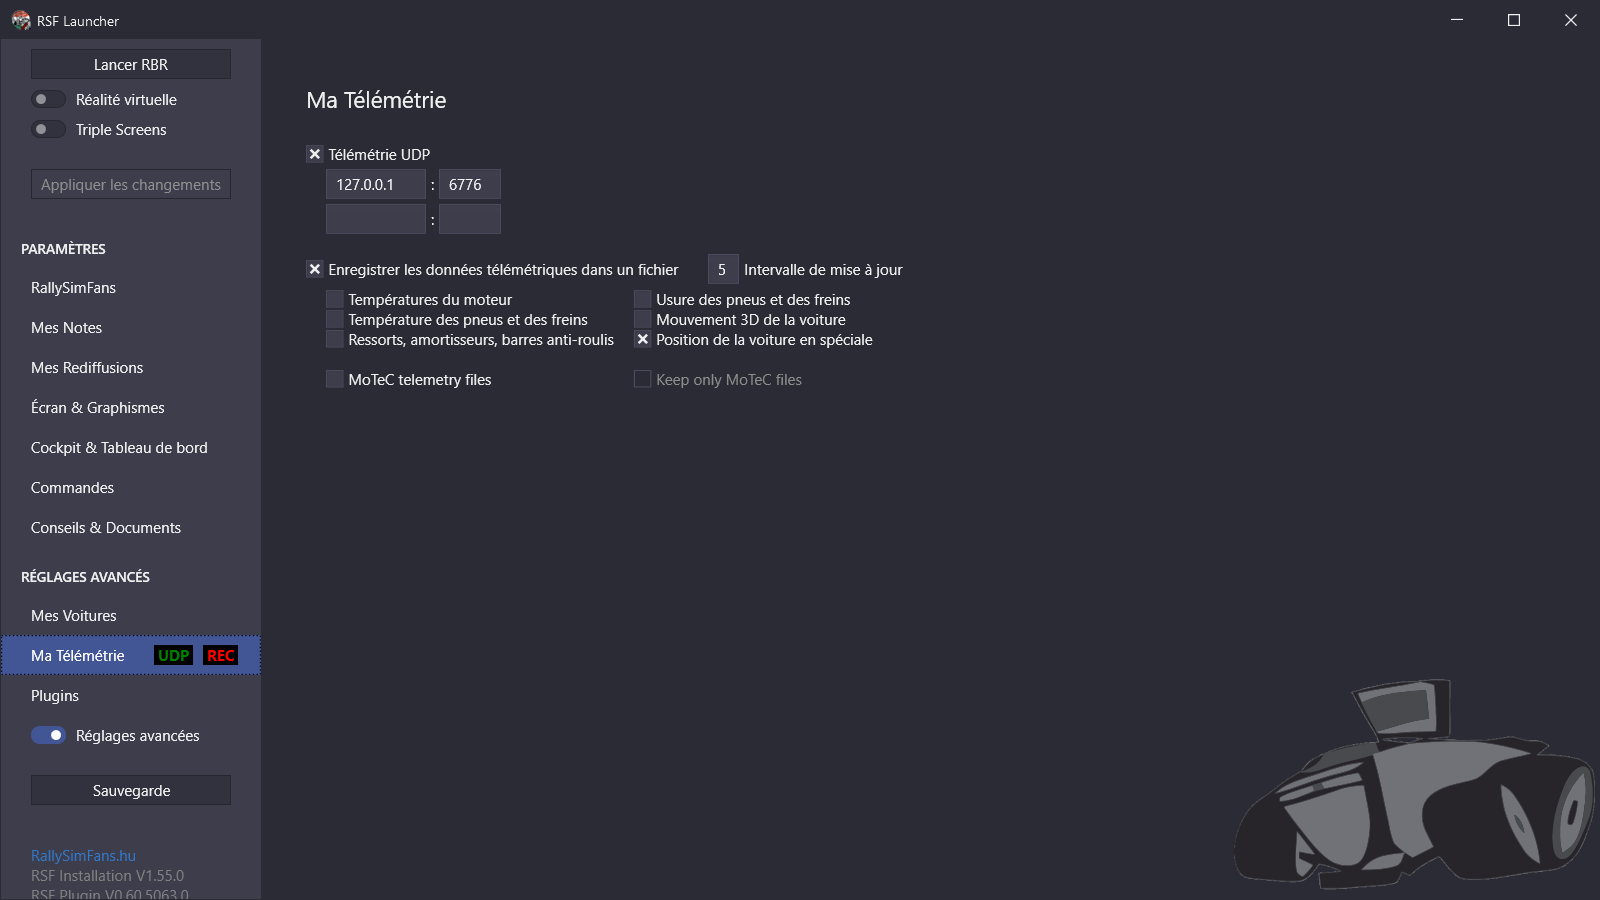 RSF Launcher
Lancer RBR
Réalité virtuelle
Triple Screens
Appliquer les changements
PARAMÈTRES
RallySimFans
Mes Notes
Mes Rediffusions
Écran & Graphismes
Cockpit & Tableau de bord
Commandes
Conseils & Documents
RÉGLAGES AVANCÉS
Mes Voitures
Ma Télémétrie UDP REC
Plugins
Réglages avancées
Sauvegarde
RallySimFans.hu
RSF Installation V1.55.0
RSF Plugin V0.60.5063.0
Ma Télémétrie
Télémétrie UDP
127.0.0.1 : 6776
:
Enregistrer les données télémétriques dans un fichier 5 Intervalle de mise à jour
Températures du moteur Usure des pneus et des freins
Température des pneus et des freins Mouvement 3D de la voiture
Ressorts, amortisseurs, barres anti-roulis Position de la voiture en spéciale
MoTeC telemetry files Keep only MoTeC files